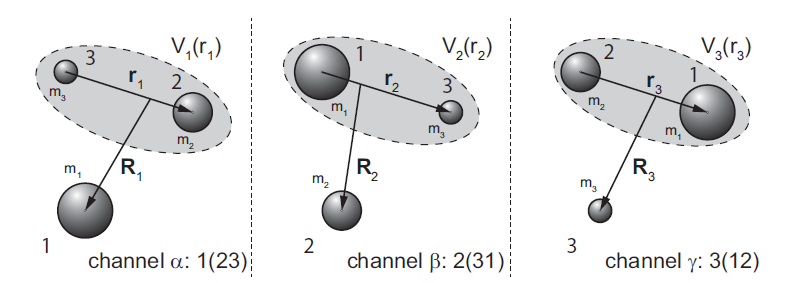 V₁(r₁)
3
r₁
2
m₃
m₂
m₁
R₁
1
channel α: 1(23)
V₂(r₂)
1
r₂
3
m₁
m₃
m₂
R₂
2
channel β: 2(31)
V₃(r₃)
2
1
r₃
m₂
m₁
m₃
R₃
3
channel γ: 3(12)